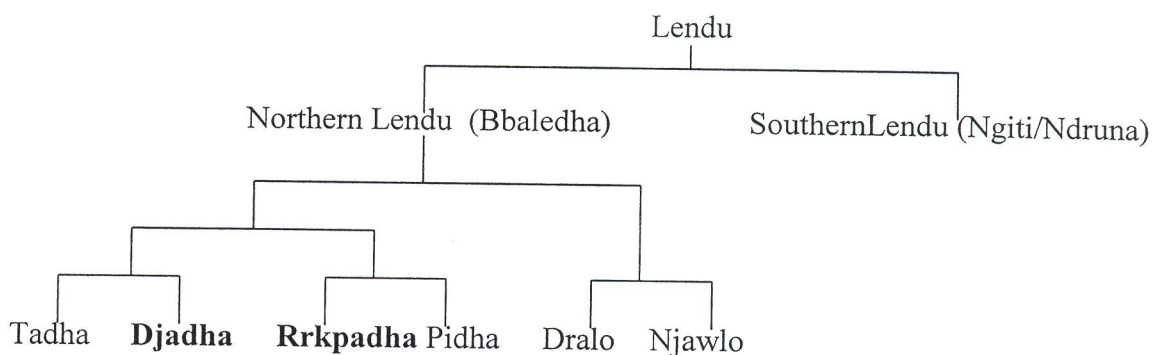 Lendu
Northern Lendu (Bbaledha) SouthernLendu (Ngiti/Ndruna)
Tadha Djadha Rrkpadha Pidha Dralo Njawlo